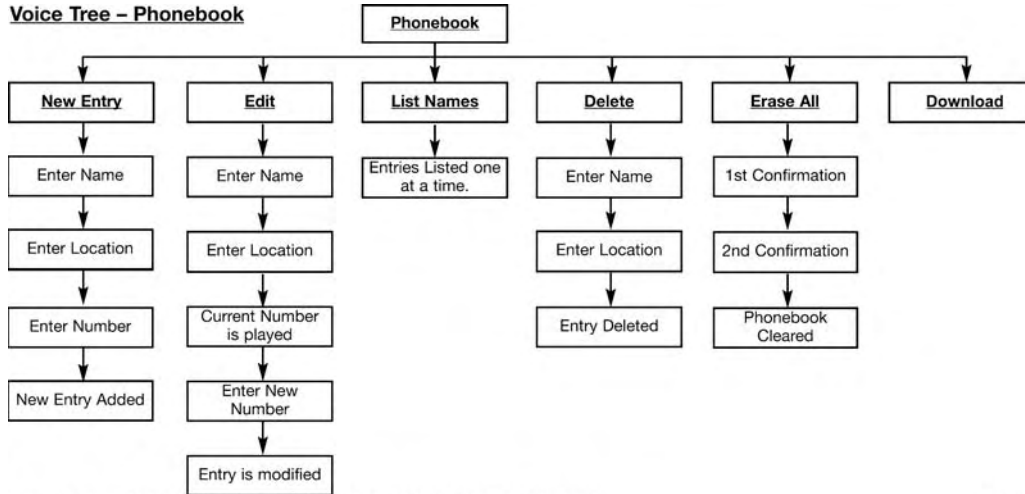 Voice Tree – Phonebook
Phonebook
New Entry
Edit
List Names
Delete
Erase All
Download
Enter Name
Enter Name
Entries Listed one
at a time.
Enter Name
1st Confirmation
Enter Location
Enter Location
Enter Location
2nd Confirmation
Enter Number
Current Number
is played
Entry Deleted
Phonebook
Cleared
New Entry Added
Enter New
Number
Entry is modified